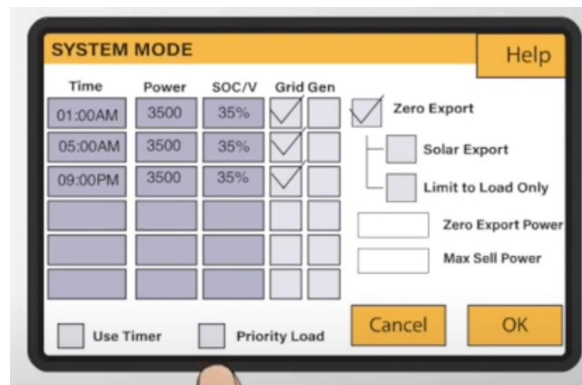 SYSTEM MODE Help
Time Power SOC/V Grid Gen
01:00AM 3500 35% Zero Export
05:00AM 3500 35% Solar Export
09:00PM 3500 35% Limit to Load Only
Zero Export Power
Max Sell Power
Use Timer Priority Load Cancel OK